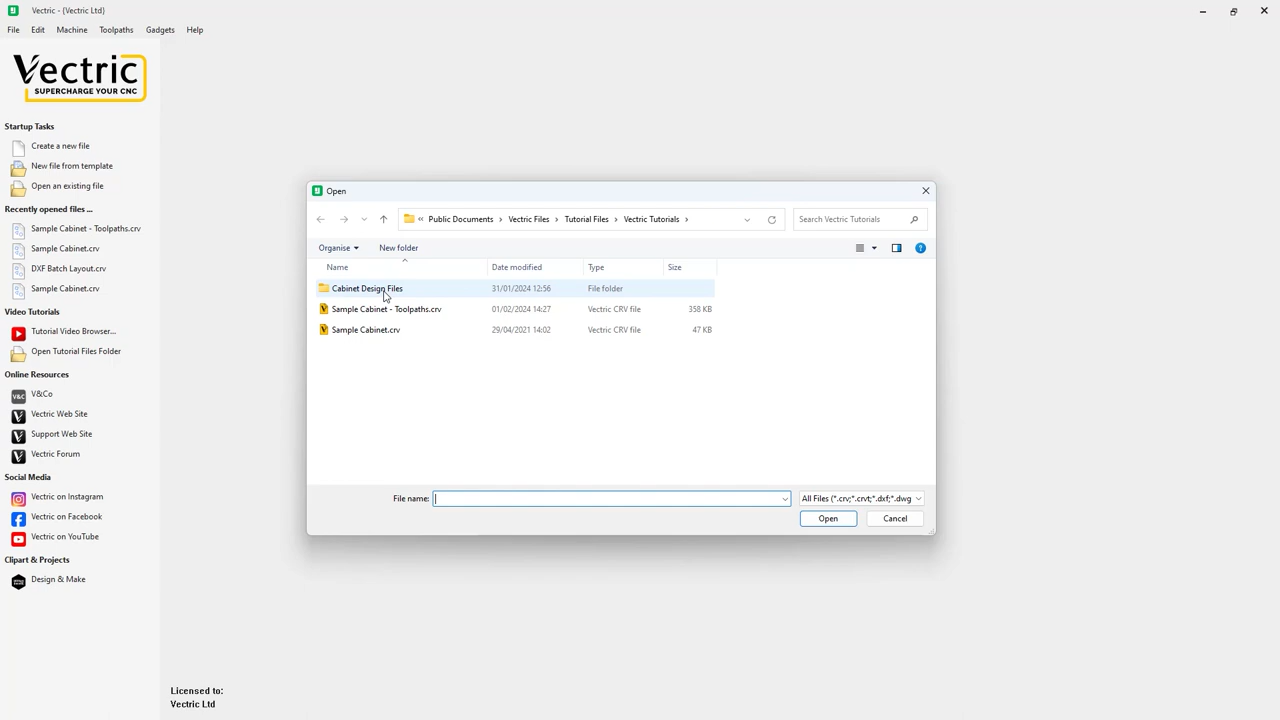 Vectric - {Vectric Ltd}
File Edit Machine Toolpaths Gadgets Help
Vectric
SUPERCHARGE YOUR CNC
Startup Tasks
Create a new file
New file from template
Open an existing file
Recently opened files ...
Sample Cabinet - Toolpaths.crv
Sample Cabinet.crv
DXF Batch Layout.crv
Sample Cabinet.crv
Video Tutorials
Tutorial Video Browser...
Open Tutorial Files Folder
Online Resources
V&C V&Co
Vectric Web Site
Support Web Site
Vectric Forum
Social Media
Vectric on Instagram
Vectric on Facebook
Vectric on YouTube
Clipart & Projects
Design & Make
Open
« Public Documents > Vectric Files > Tutorial Files > Vectric Tutorials >
Search Vectric Tutorials
Organise New folder
Name Date modified Type Size
Cabinet Design Files 31/01/2024 12:56 File folder
Sample Cabinet - Toolpaths.crv 01/02/2024 14:27 Vectric CRV file 358 KB
Sample Cabinet.crv 29/04/2021 14:02 Vectric CRV file 47 KB
File name:
All Files (*.crv;*.crvt;*.dxf;*.dwg
Open Cancel
Licensed to:
Vectric Ltd